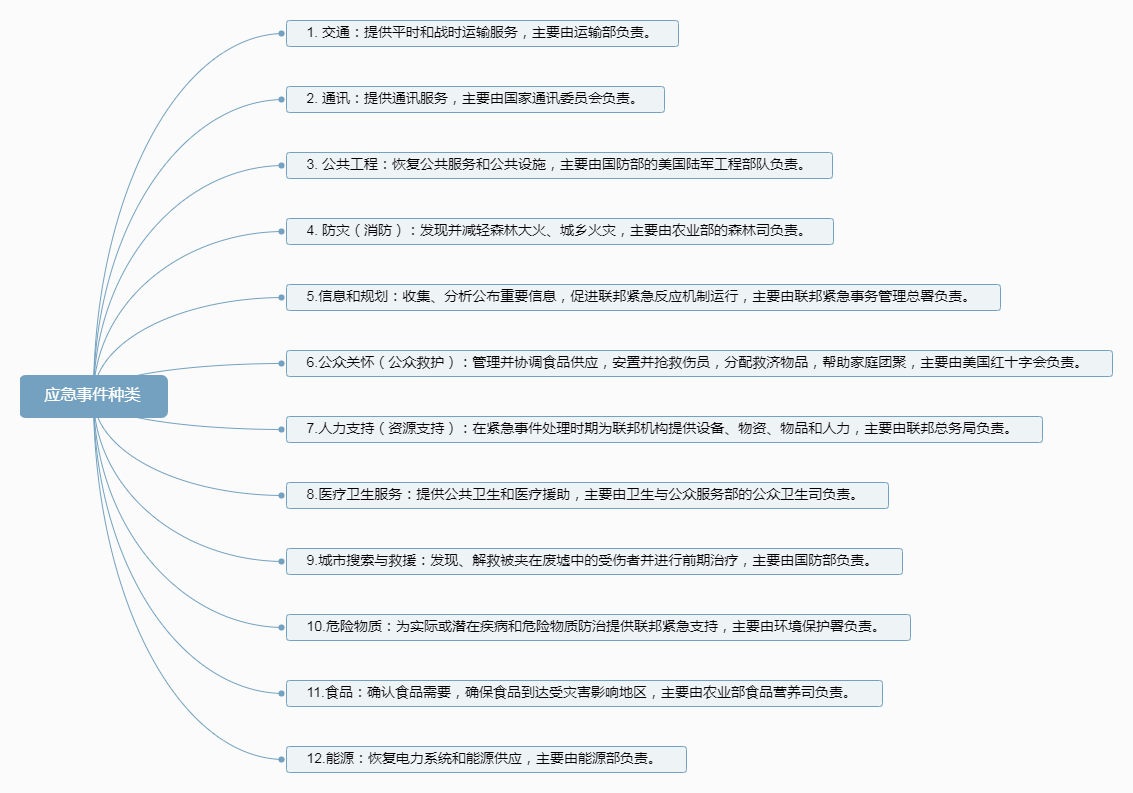 1. 交通：提供平时和战时运输服务，主要由运输部负责。
2. 通讯：提供通讯服务，主要由国家通讯委员会负责。
3. 公共工程：恢复公共服务和公共设施，主要由国防部的美国陆军工程部队负责。
4. 防灾（消防）：发现并减轻森林大火、城乡火灾，主要由农业部的森林司负责。
5.信息和规划：收集、分析公布重要信息，促进联邦紧急反应机制运行，主要由联邦紧急事务管理总署负责。
6.公众关怀（公众救护）：管理并协调食品供应，安置并抢救伤员，分配救济物品，帮助家庭团聚，主要由美国红十字会负责。
应急事件种类
7.人力支持（资源支持）：在紧急事件处理时期为联邦机构提供设备、物资、物品和人力，主要由联邦总务局负责。
8.医疗卫生服务：提供公共卫生和医疗援助，主要由卫生与公众服务部的公众卫生司负责。
9.城市搜索与救援：发现、解救被夹在废墟中的受伤者并进行前期治疗，主要由国防部负责。
10.危险物质：为实际或潜在疾病和危险物质防治提供联邦紧急支持，主要由环境保护署负责。
11.食品：确认食品需要，确保食品到达受灾害影响地区，主要由农业部食品营养司负责。
12.能源：恢复电力系统和能源供应，主要由能源部负责。